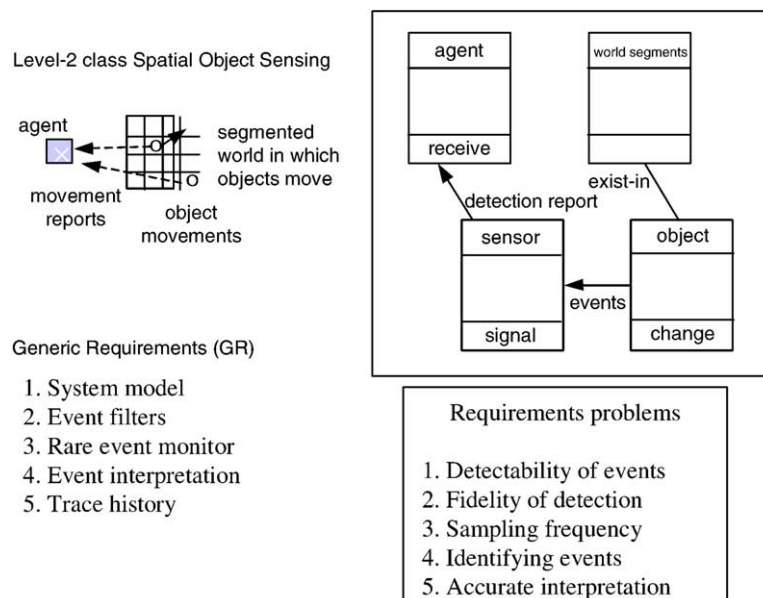 Level-2 class Spatial Object Sensing
agent
movement
reports
object
movements
segmented
world in which
objects move
agent
receive
world segments
exist-in
detection report
sensor
signal
object
change
events
Generic Requirements (GR)
1. System model
2. Event filters
3. Rare event monitor
4. Event interpretation
5. Trace history
Requirements problems
1. Detectability of events
2. Fidelity of detection
3. Sampling frequency
4. Identifying events
5. Accurate interpretation